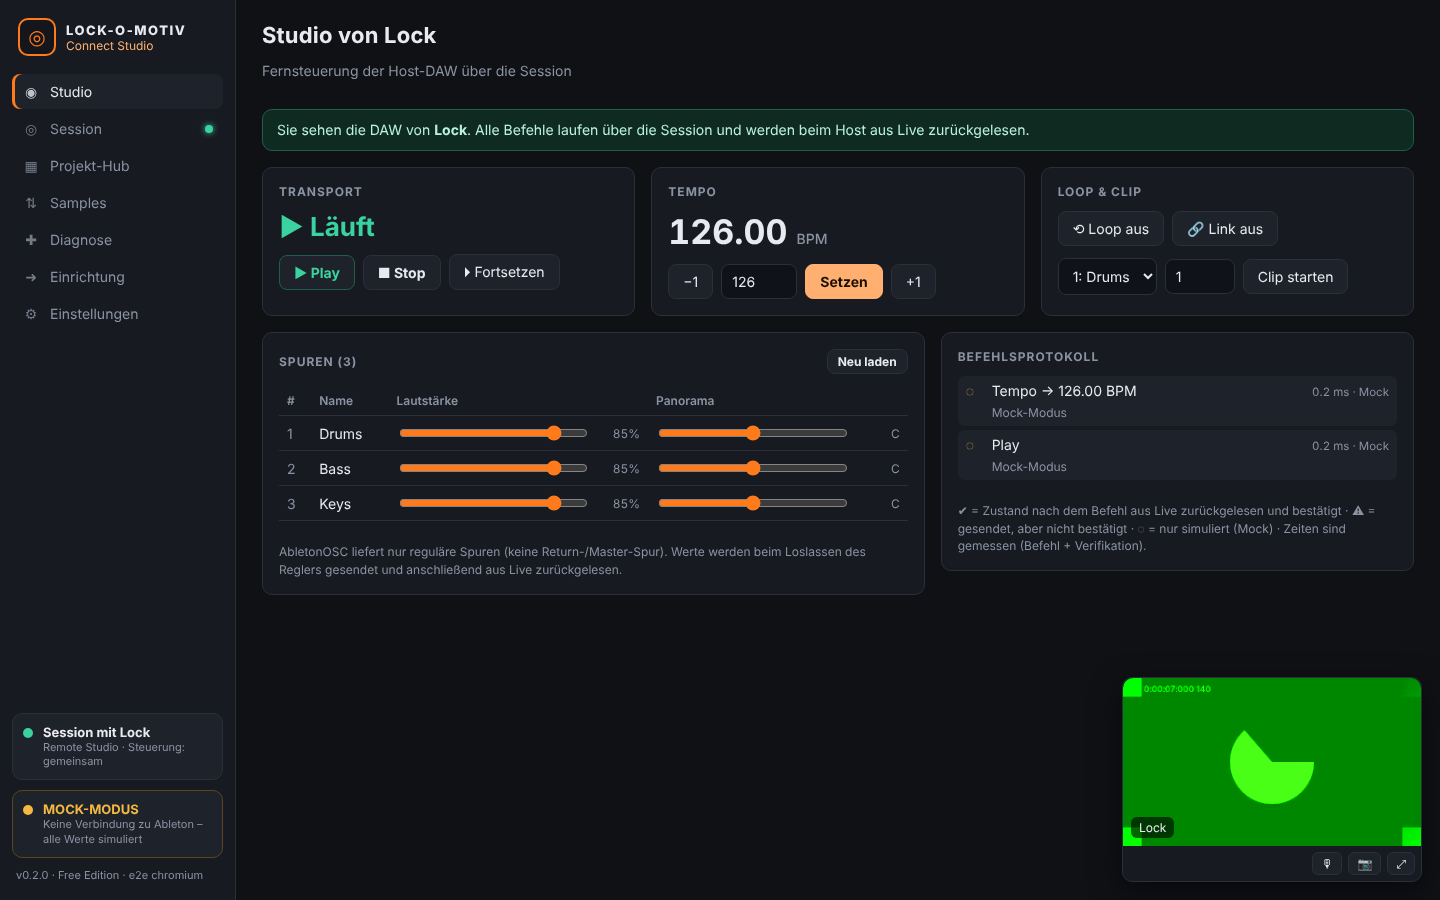 LOCK-O-MOTIV
Connect Studio
Studio
Session
Projekt-Hub
Samples
Diagnose
Einrichtung
Einstellungen
Session mit Lock
Remote Studio · Steuerung:
gemeinsam
MOCK-MODUS
Keine Verbindung zu Ableton –
alle Werte simuliert
v0.2.0 · Free Edition · e2e chromium
Studio von Lock
Fernsteuerung der Host-DAW über die Session
Sie sehen die DAW von Lock. Alle Befehle laufen über die Session und werden beim Host aus Live zurückgelesen.
TRANSPORT
▶ Läuft
▶ Play ■ Stop ⏵Fortsetzen
TEMPO
126.00 BPM
−1 126 Setzen +1
LOOP & CLIP
⟲ Loop aus 🔗 Link aus
1: Drums 1 Clip starten
SPUREN (3) Neu laden
# Name Lautstärke Panorama
1 Drums 85% C
2 Bass 85% C
3 Keys 85% C
AbletonOSC liefert nur reguläre Spuren (keine Return-/Master-Spur). Werte werden beim Loslassen des
Reglers gesendet und anschließend aus Live zurückgelesen.
BEFEHLSPROTOKOLL
Tempo → 126.00 BPM 0.2 ms · Mock
Mock-Modus
Play 0.2 ms · Mock
Mock-Modus
✔ = Zustand nach dem Befehl aus Live zurückgelesen und bestätigt · ⚠ =
gesendet, aber nicht bestätigt · ○ = nur simuliert (Mock) · Zeiten sind
gemessen (Befehl + Verifikation).
0:00:07:000 140
Lock